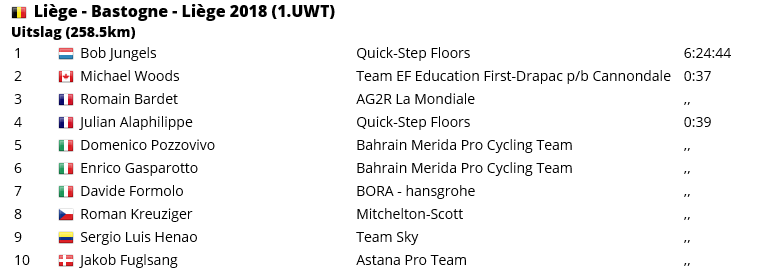 Liège - Bastogne - Liège 2018 (1.UWT)
Uitslag (258.5km)
1 Bob Jungels Quick-Step Floors 6:24:44
2 Michael Woods Team EF Education First-Drapac p/b Cannondale 0:37
3 Romain Bardet AG2R La Mondiale ,,
4 Julian Alaphilippe Quick-Step Floors 0:39
5 Domenico Pozzovivo Bahrain Merida Pro Cycling Team ,,
6 Enrico Gasparotto Bahrain Merida Pro Cycling Team ,,
7 Davide Formolo BORA - hansgrohe ,,
8 Roman Kreuziger Mitchelton-Scott ,,
9 Sergio Luis Henao Team Sky ,,
10 Jakob Fuglsang Astana Pro Team ,,